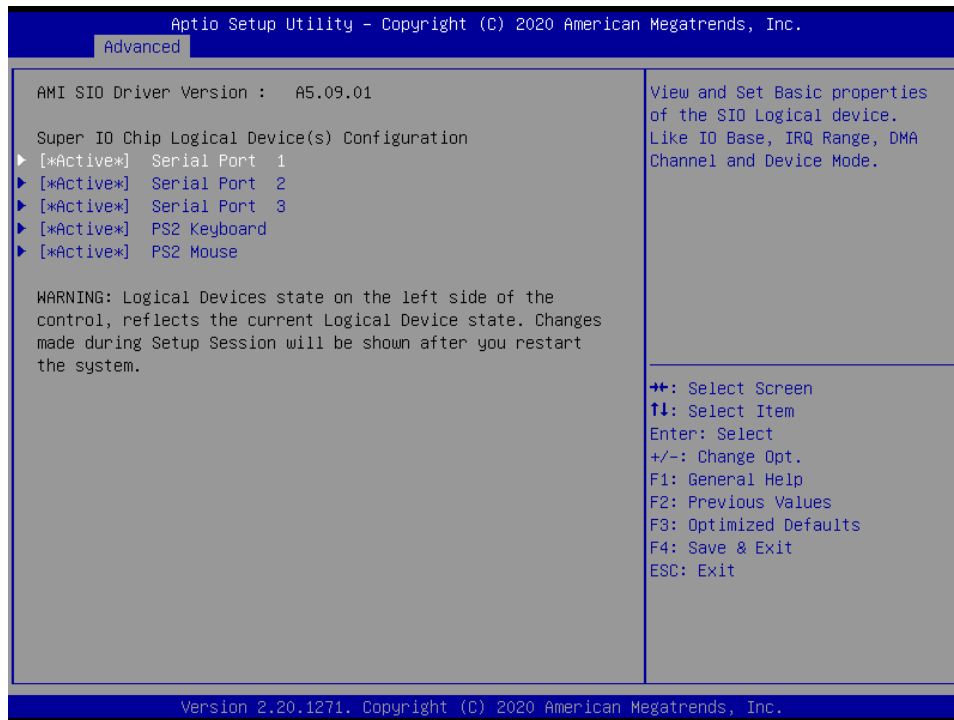 Aptio Setup Utility – Copyright (C) 2020 American Megatrends, Inc.
Advanced
AMI SIO Driver Version :   A5.09.01
Super IO Chip Logical Device(s) Configuration
[*Active*]   Serial Port  1
[*Active*]   Serial Port  2
[*Active*]   Serial Port  3
[*Active*]   PS2 Keyboard
[*Active*]   PS2 Mouse
WARNING: Logical Devices state on the left side of the
control, reflects the current Logical Device state. Changes
made during Setup Session will be shown after you restart
the system.
View and Set Basic properties
of the SIO Logical device.
Like IO Base, IRQ Range, DMA
Channel and Device Mode.
→←: Select Screen
↑↓: Select Item
Enter: Select
+/-: Change Opt.
F1: General Help
F2: Previous Values
F3: Optimized Defaults
F4: Save & Exit
ESC: Exit
Version 2.20.1271. Copyright (C) 2020 American Megatrends, Inc.